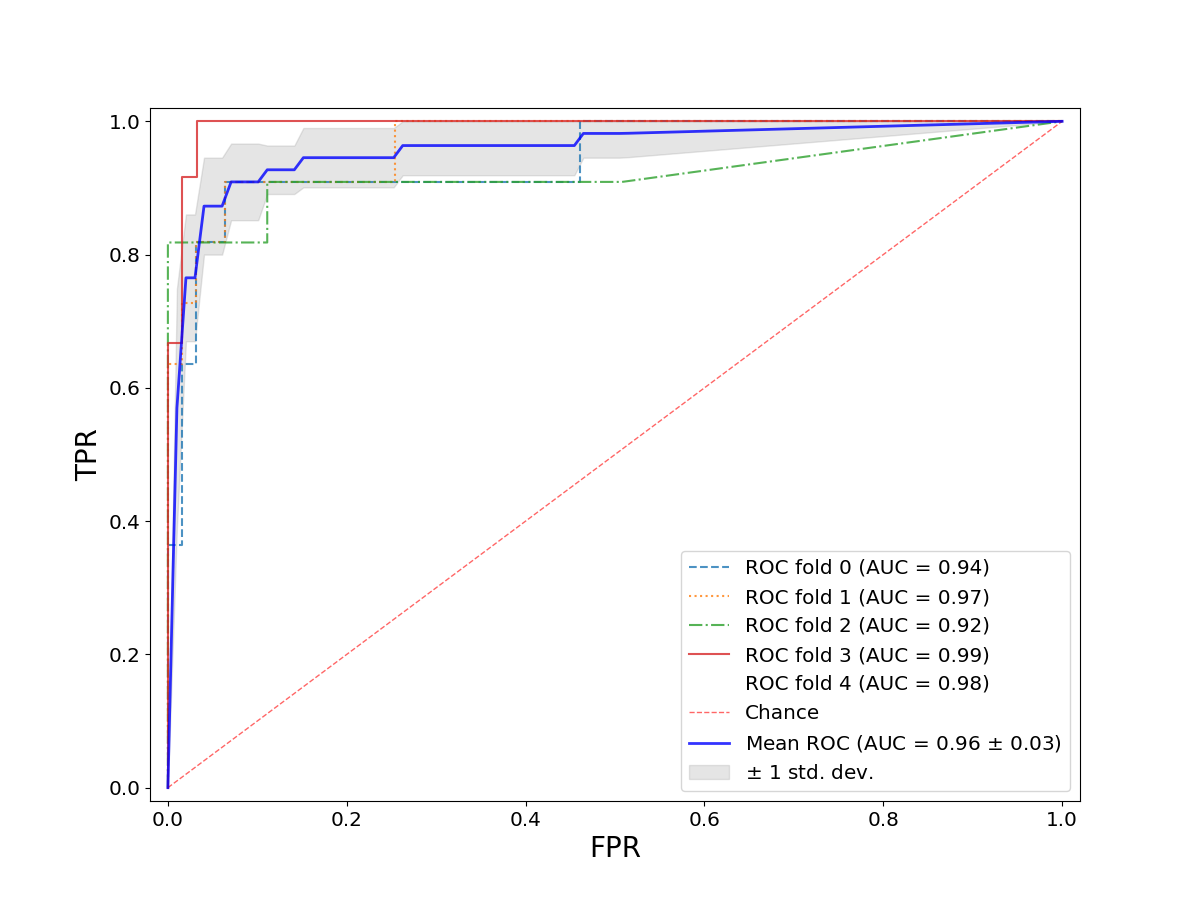 1.0
0.8
0.6
0.4
0.2
0.0
TPR
0.0 0.2 0.4 0.6 0.8 1.0
FPR
ROC fold 0 (AUC = 0.94)
ROC fold 1 (AUC = 0.97)
ROC fold 2 (AUC = 0.92)
ROC fold 3 (AUC = 0.99)
ROC fold 4 (AUC = 0.98)
Chance
Mean ROC (AUC = 0.96 ± 0.03)
± 1 std. dev.